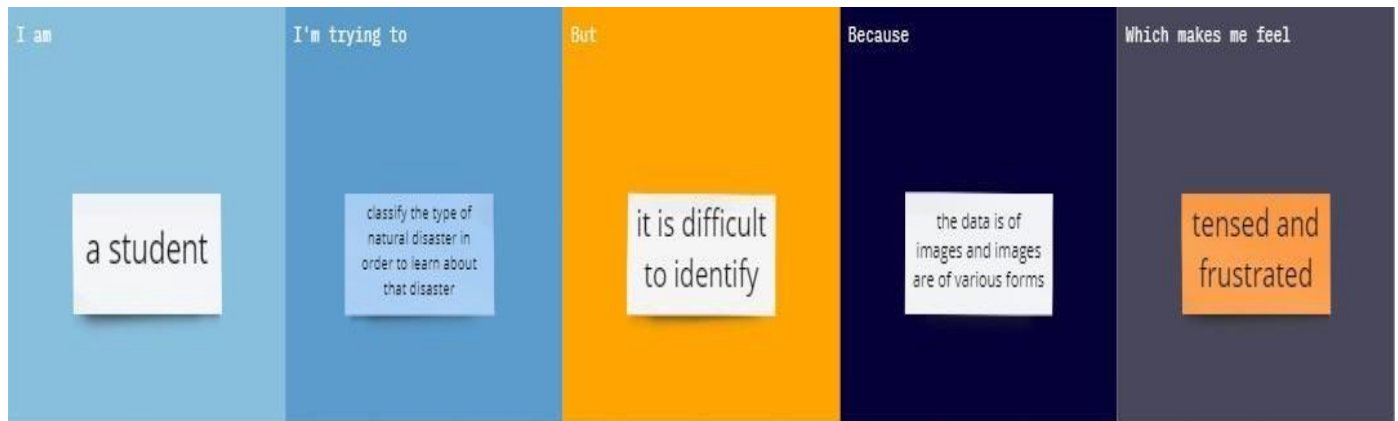 I am
a student
I'm trying to
classify the type of
natural disaster in
order to learn about
that disaster
But
it is difficult
to identify
Because
the data is of
images and images
are of various forms
Which makes me feel
tensed and
frustrated